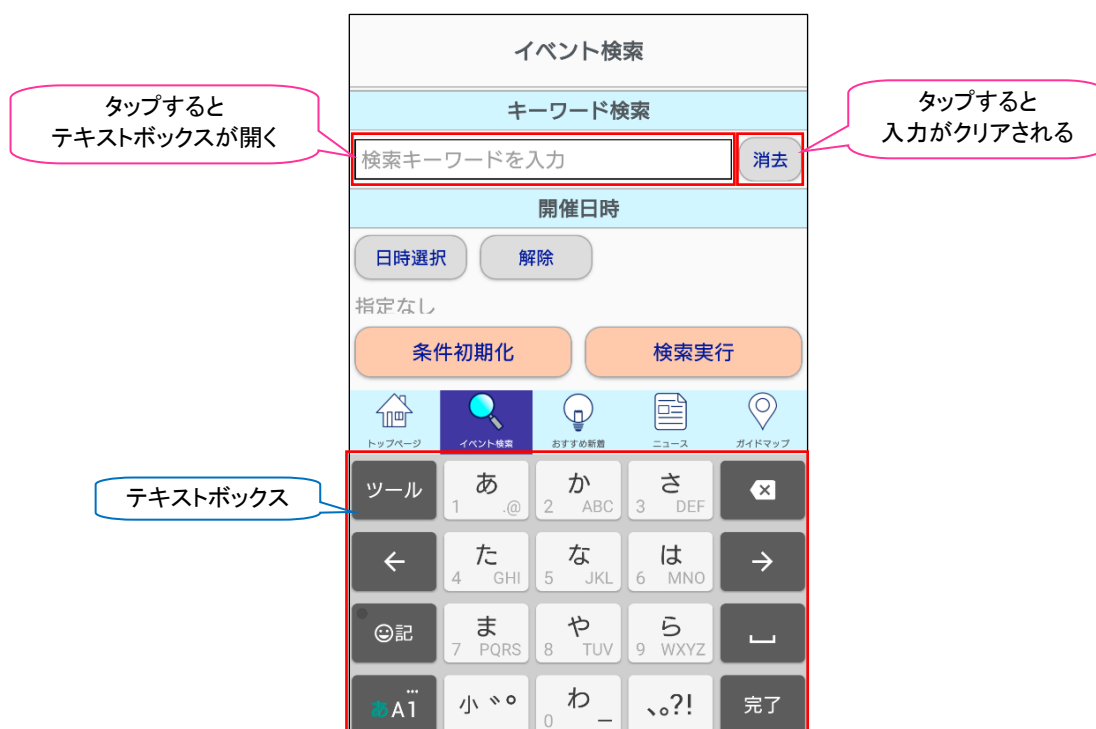 イベント検索
タップすると
テキストボックスが開く
キーワード検索
タップすると
入力がクリアされる
検索キーワードを入力
消去
開催日時
日時選択 解除
指定なし
条件初期化 検索実行
トップページ イベント検索 おすすめ新着 ニュース ガイドマップ
テキストボックス
ツール あ か さ
1 .@ 2 ABC 3 DEF
← た な は →
4 GHI 5 JKL 6 MNO
記 ま や ら
7 PQRS 8 TUV 9 WXYZ
あA1 小゛゜ わ 、。?! 完了
0 ー